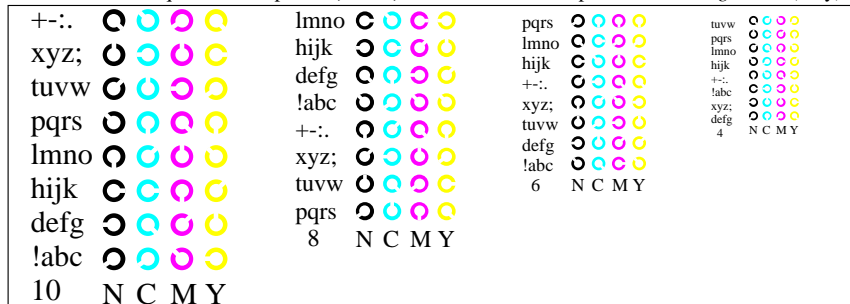 +-:.
xyz;
tuvw
pqrs
lmno
hijk
defg
!abc
10 N C M Y
lmno
hijk
defg
!abc
+-:.
xyz;
tuvw
pqrs
8 N C M Y
pqrs
lmno
hijk
+-:.
xyz;
tuvw
defg
!abc
6 N C M Y
tuvw
pqrs
lmno
hijk
+-:.
!abc
xyz;
defg
4 N C M Y